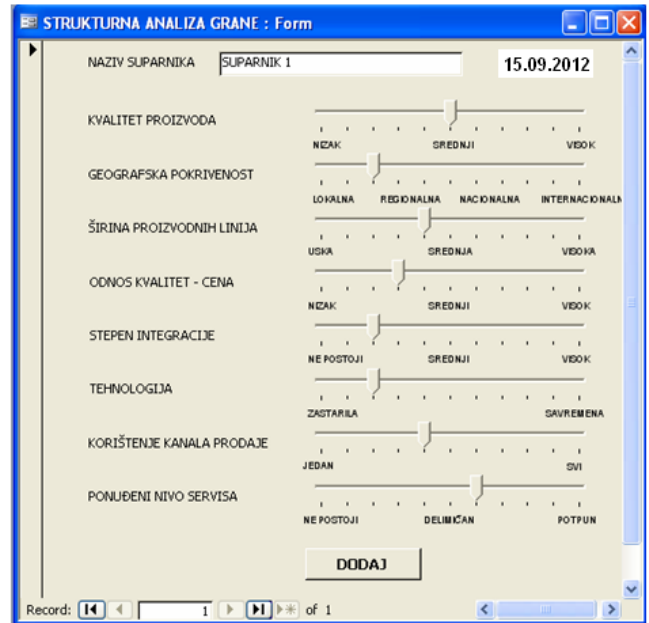 STRUKTURNA ANALIZA GRANE : Form
NAZIV SUPARNIKA SUPARNIK 1 15.09.2012
KVALITET PROIZVODA
NIZAK SREDNJI VISOK
GEOGRAFSKA POKRIVENOST
LOKALNA REGIONALNA NACIONALNA INTERNACIONALN
ŠIRINA PROIZVODNIH LINIJA
USKA SREDNJA VISOKA
ODNOS KVALITET - CENA
NIZAK SREDNJI VISOK
STEPEN INTEGRACIJE
NE POSTOJI SREDNJI VISOK
TEHNOLOGIJA
ZASTARILA SAVREMENA
KORIŠTENJE KANALA PRODAJE
JEDAN SVI
PONUĐENI NIVO SERVISA
NE POSTOJI DELIMIČAN POTPUN
DODAJ
Record: 1 of 1